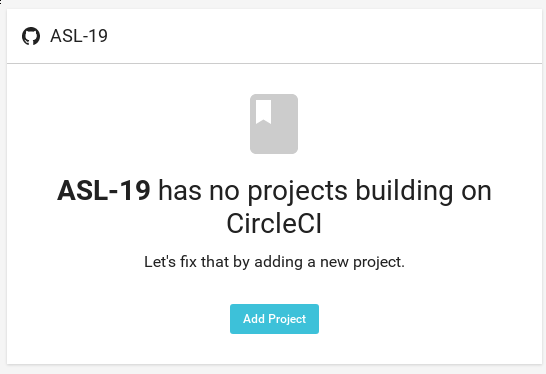 ASL-19
ASL-19 has no projects building on
CircleCI
Let's fix that by adding a new project.
Add Project